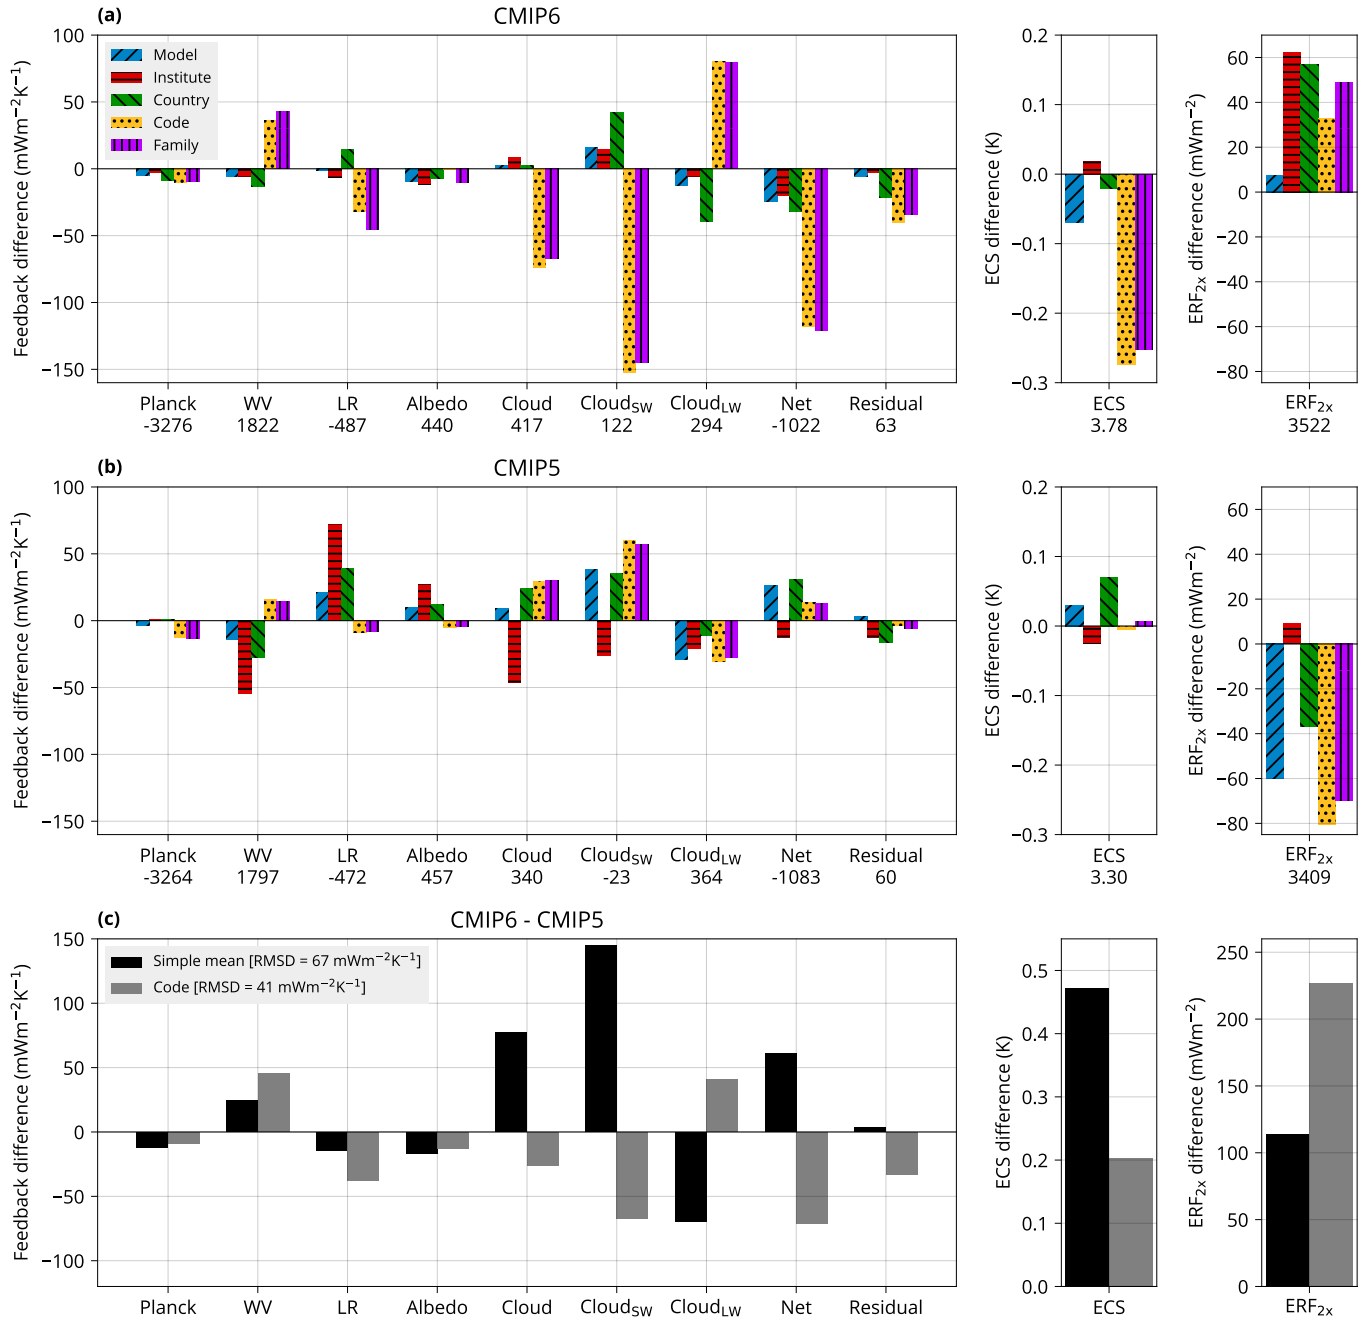 (a)
CMIP6
Feedback difference (mWm⁻²K⁻¹)
100
50
0
−50
−100
−150
Model
Institute
Country
Code
Family
Planck WV LR Albedo Cloud Cloud_SW Cloud_LW Net Residual
-3276 1822 -487 440 417 122 294 -1022 63
ECS difference (K)
0.2
0.1
0.0
−0.1
−0.2
−0.3
ECS
3.78
ERF₂ₓ difference (mWm⁻²)
60
40
20
0
−20
−40
−60
−80
ERF₂ₓ
3522
(b)
CMIP5
Feedback difference (mWm⁻²K⁻¹)
100
50
0
−50
−100
−150
Planck WV LR Albedo Cloud Cloud_SW Cloud_LW Net Residual
-3264 1797 -472 457 340 -23 364 -1083 60
ECS difference (K)
0.2
0.1
0.0
−0.1
−0.2
−0.3
ECS
3.30
ERF₂ₓ difference (mWm⁻²)
60
40
20
0
−20
−40
−60
−80
ERF₂ₓ
3409
(c)
CMIP6 - CMIP5
Feedback difference (mWm⁻²K⁻¹)
150
100
50
0
−50
−100
Simple mean [RMSD = 67 mWm⁻²K⁻¹]
Code [RMSD = 41 mWm⁻²K⁻¹]
Planck WV LR Albedo Cloud Cloud_SW Cloud_LW Net Residual
ECS difference (K)
0.5
0.4
0.3
0.2
0.1
0.0
ECS
ERF₂ₓ difference (mWm⁻²)
250
200
150
100
50
0
ERF₂ₓ